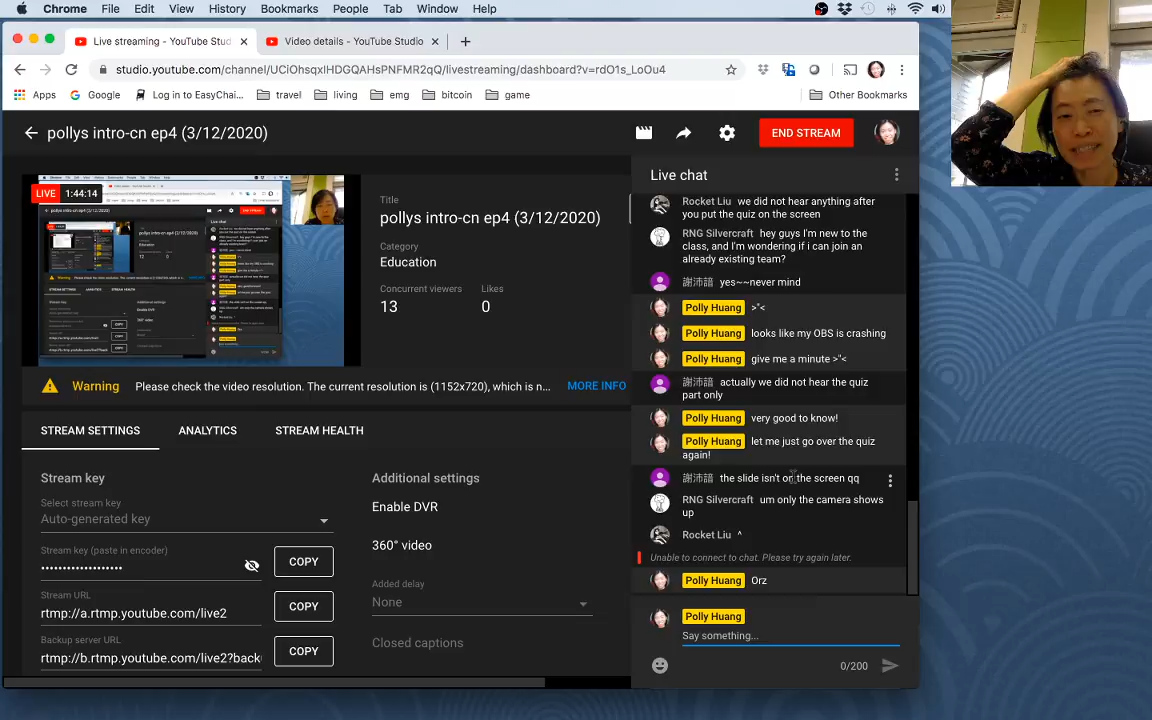 Chrome File Edit View History Bookmarks People Tab Window Help
Live streaming - YouTube Stud
Video details - YouTube Studio
studio.youtube.com/channel/UCiOhsqxlHDGQAHsPNFMR2qQ/livestreaming/dashboard?v=rdO1s_LoOu4
Apps Google Log in to EasyChai... travel living emg bitcoin game Other Bookmarks
pollys intro-cn ep4 (3/12/2020)
END STREAM
LIVE 1:44:14
Title
pollys intro-cn ep4 (3/12/2020)
Category
Education
Concurrent viewers
13
Likes
0
Warning Please check the video resolution. The current resolution is (1152x720), which is n... MORE INFO
STREAM SETTINGS ANALYTICS STREAM HEALTH
Stream key
Select stream key
Auto-generated key
Stream key (paste in encoder)
••••••••••••••••••• COPY
Stream URL
rtmp://a.rtmp.youtube.com/live2 COPY
Backup server URL
rtmp://b.rtmp.youtube.com/live2?back COPY
Additional settings
Enable DVR
360° video
Added delay
None
Closed captions
Live chat
Rocket Liu we did not hear anything after
you put the quiz on the screen
RNG Silvercraft hey guys I'm new to the
class, and I'm wondering if i can join an
already existing team?
謝沛諳 yes~~never mind
Polly Huang >"<
Polly Huang looks like my OBS is crashing
Polly Huang give me a minute >"<
謝沛諳 actually we did not hear the quiz
part only
Polly Huang very good to know!
Polly Huang let me just go over the quiz
again!
謝沛諳 the slide isn't on the screen qq
RNG Silvercraft um only the camera shows
up
Rocket Liu ^
Unable to connect to chat. Please try again later.
Polly Huang Orz
Polly Huang
Say something...
0/200